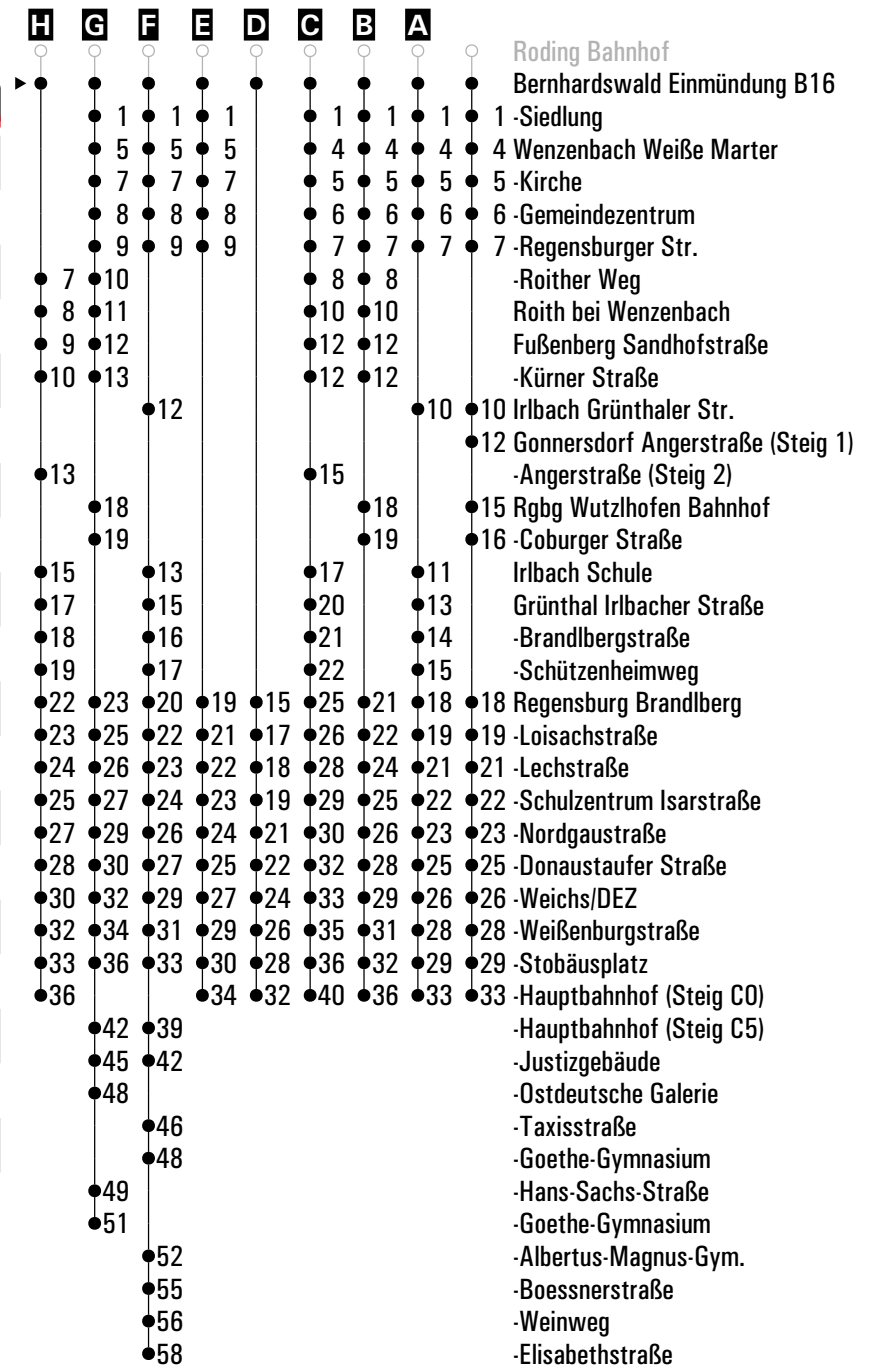 H G F E D C B A
Roding Bahnhof
Bernhardswald Einmündung B16
1 1 1 1 1 1 1 -Siedlung
5 5 5 4 4 4 4 Wenzenbach Weiße Marter
7 7 7 5 5 5 5 -Kirche
8 8 8 6 6 6 6 -Gemeindezentrum
9 9 9 7 7 7 7 -Regensburger Str.
7 10 8 8 -Roither Weg
8 11 10 10 Roith bei Wenzenbach
9 12 12 12 Fußenberg Sandhofstraße
10 13 12 12 -Kürner Straße
12 10 10 Irlbach Grünthaler Str.
12 Gonnersdorf Angerstraße (Steig 1)
13 15 -Angerstraße (Steig 2)
18 18 15 Rgbg Wutzlhofen Bahnhof
19 19 16 -Coburger Straße
15 13 17 11 Irlbach Schule
17 15 20 13 Grünthal Irlbacher Straße
18 16 21 14 -Brandlbergstraße
19 17 22 15 -Schützenheimweg
22 23 20 19 15 25 21 18 18 Regensburg Brandlberg
23 25 22 21 17 26 22 19 19 -Loisachstraße
24 26 23 22 18 28 24 21 21 -Lechstraße
25 27 24 23 19 29 25 22 22 -Schulzentrum Isarstraße
27 29 26 24 21 30 26 23 23 -Nordgaustraße
28 30 27 25 22 32 28 25 25 -Donaustaufer Straße
30 32 29 27 24 33 29 26 26 -Weichs/DEZ
32 34 31 29 26 35 31 28 28 -Weißenburgstraße
33 36 33 30 28 36 32 29 29 -Stobäusplatz
36 34 32 40 36 33 33 -Hauptbahnhof (Steig C0)
42 39 -Hauptbahnhof (Steig C5)
45 42 -Justizgebäude
48 -Ostdeutsche Galerie
46 -Taxisstraße
48 -Goethe-Gymnasium
49 -Hans-Sachs-Straße
51 -Goethe-Gymnasium
52 -Albertus-Magnus-Gym.
55 -Boessnerstraße
56 -Weinweg
58 -Elisabethstraße